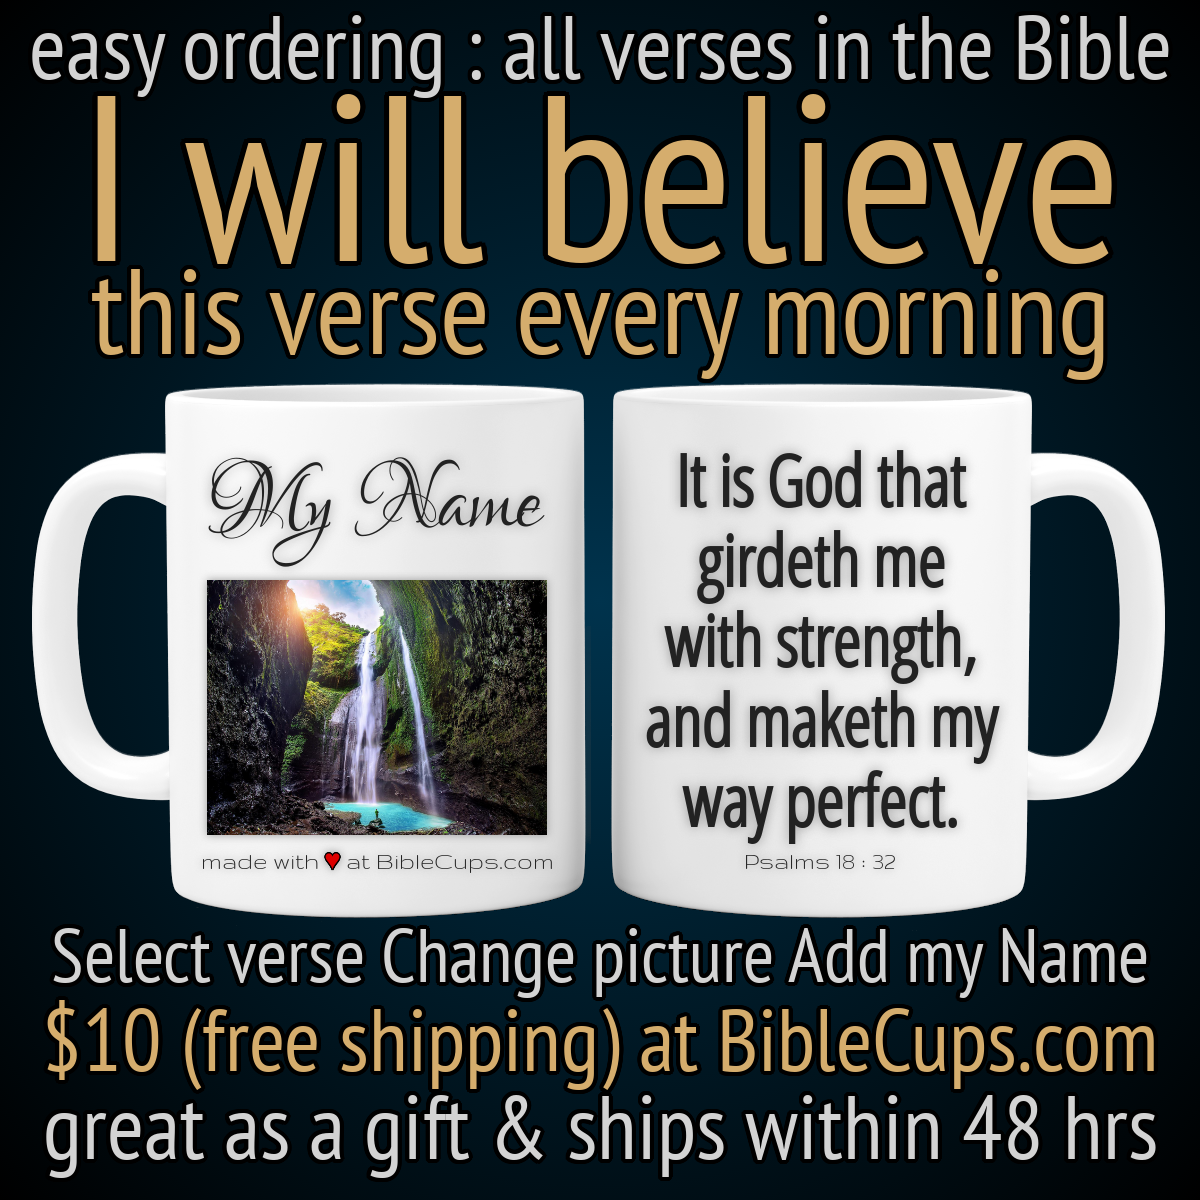 easy ordering : all verses in the Bible
I will believe
this verse every morning
My Name
made with ♥ at BibleCups.com
It is God that
girdeth me
with strength,
and maketh my
way perfect.
Psalms 18 : 32
Select verse Change picture Add my Name
$10 (free shipping) at BibleCups.com
great as a gift & ships within 48 hrs